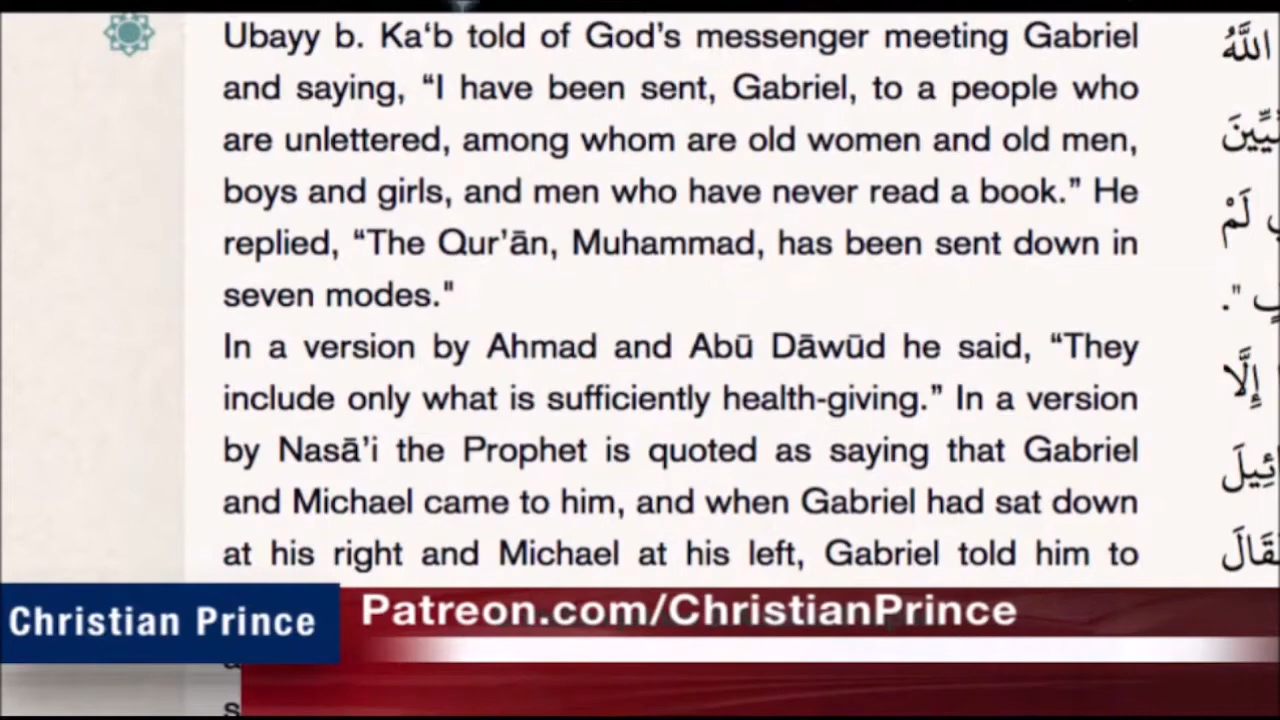 Ubayy b. Ka‘b told of God’s messenger meeting Gabriel
and saying, “I have been sent, Gabriel, to a people who
are unlettered, among whom are old women and old men,
boys and girls, and men who have never read a book.” He
replied, “The Qur’ān, Muhammad, has been sent down in
seven modes."
In a version by Ahmad and Abū Dāwūd he said, “They
include only what is sufficiently health-giving.” In a version
by Nasā’i the Prophet is quoted as saying that Gabriel
and Michael came to him, and when Gabriel had sat down
at his right and Michael at his left, Gabriel told him to
اللَّهُ
لَمْ
إِلَّا
Christian Prince
Patreon.com/ChristianPrince